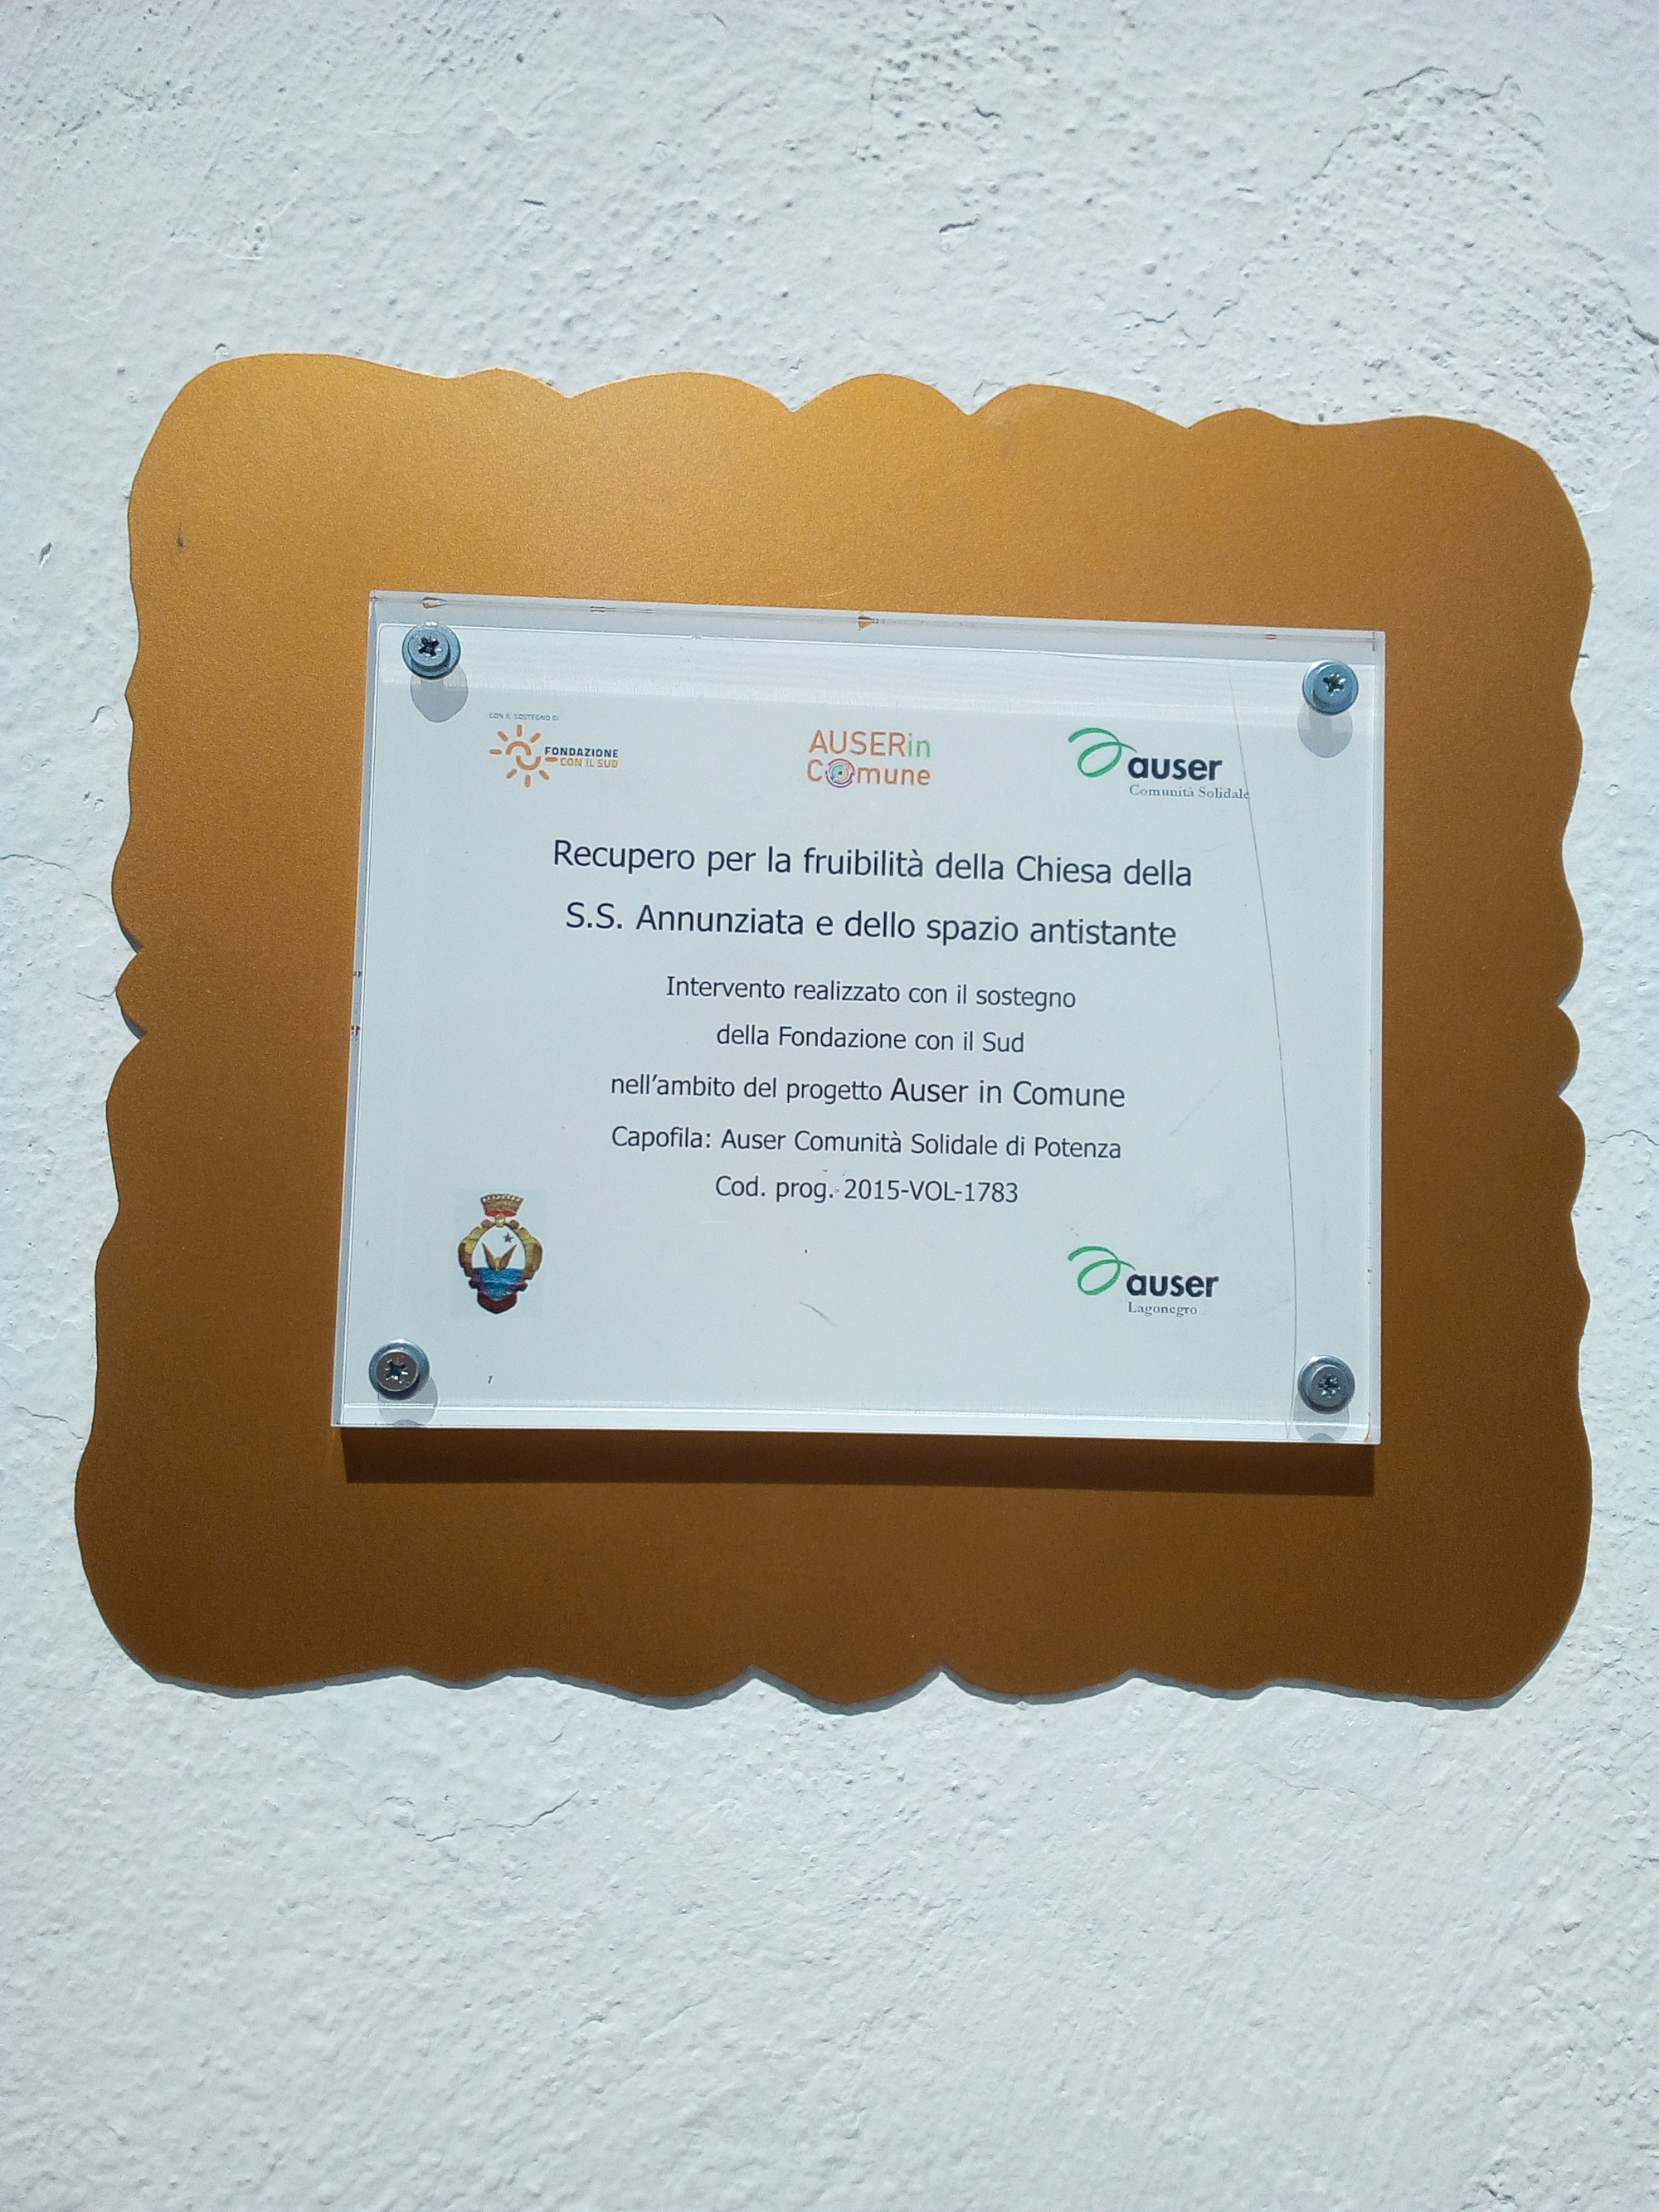 CON IL SOSTEGNO DI
FONDAZIONE
CON IL SUD
AUSERin
Comune
auser
Comunità Solidale
Recupero per la fruibilità della Chiesa della
S.S. Annunziata e dello spazio antistante
Intervento realizzato con il sostegno
della Fondazione con il Sud
nell'ambito del progetto Auser in Comune
Capofila: Auser Comunità Solidale di Potenza
Cod. prog. 2015-VOL-1783
auser
Lagonegro